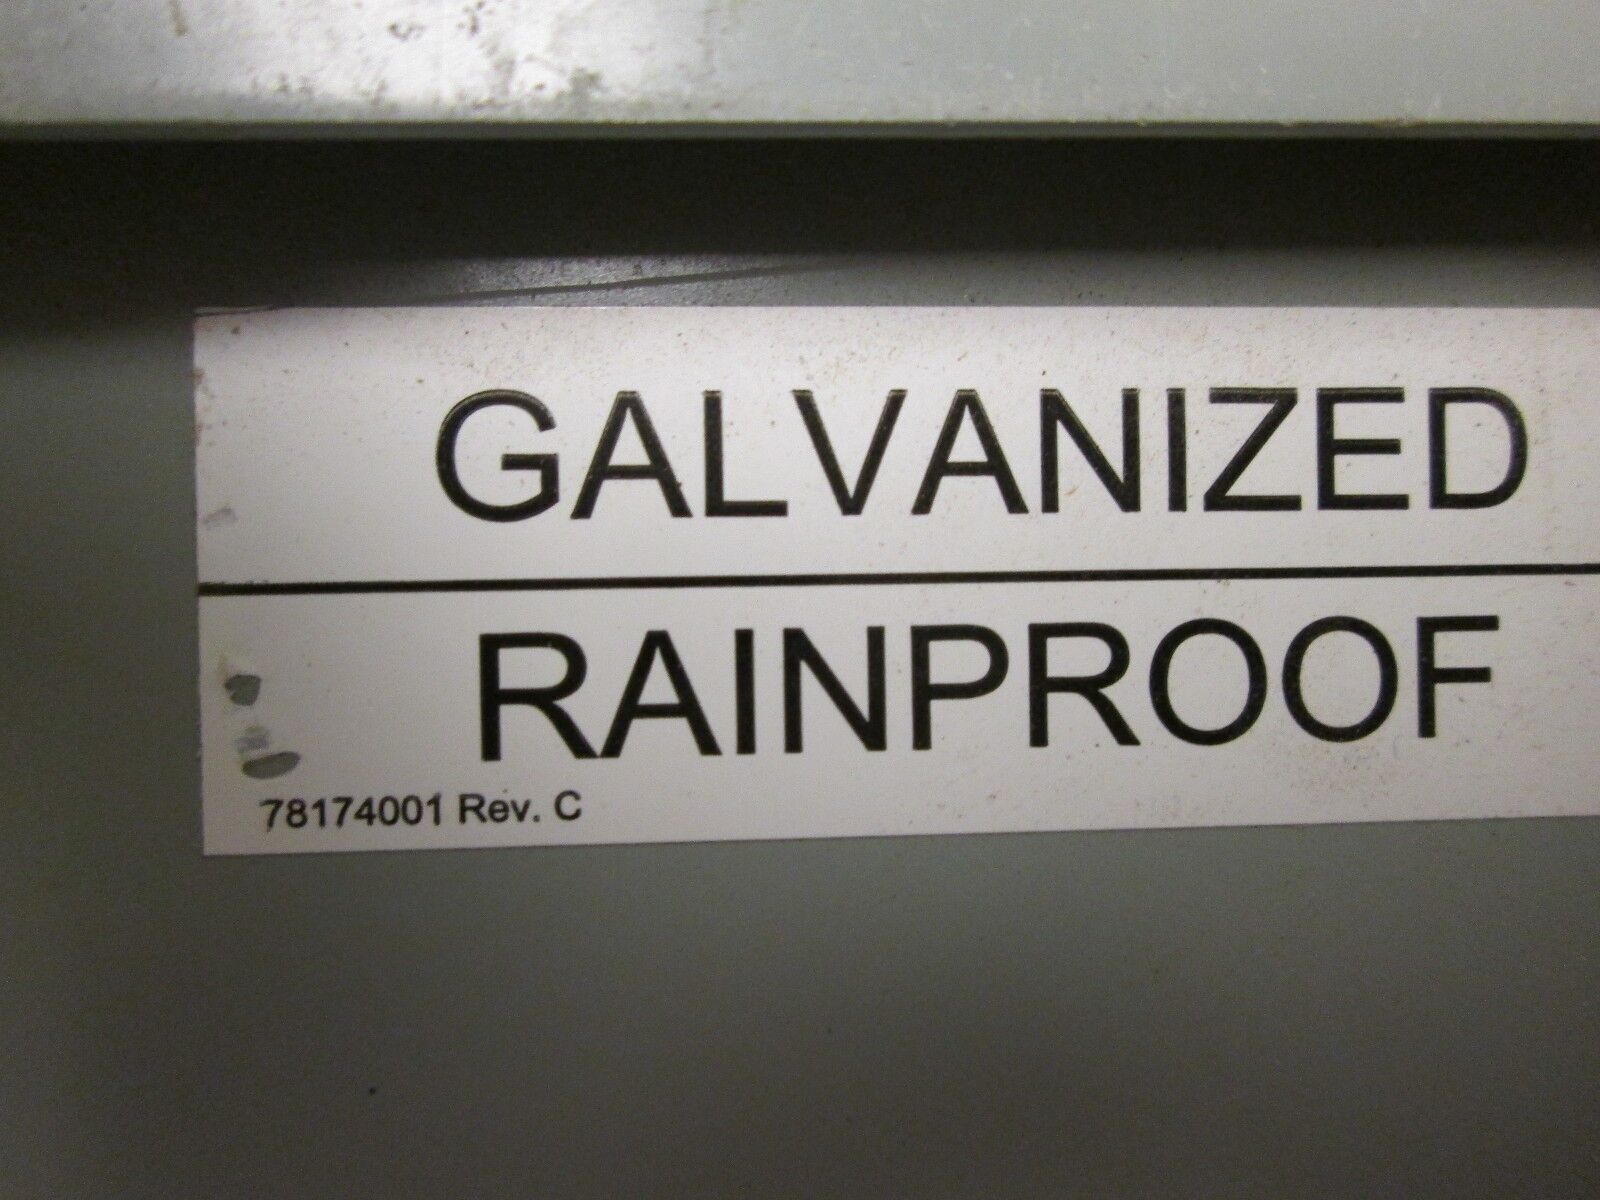 GALVANIZED
RAINPROOF
78174001 Rev. C